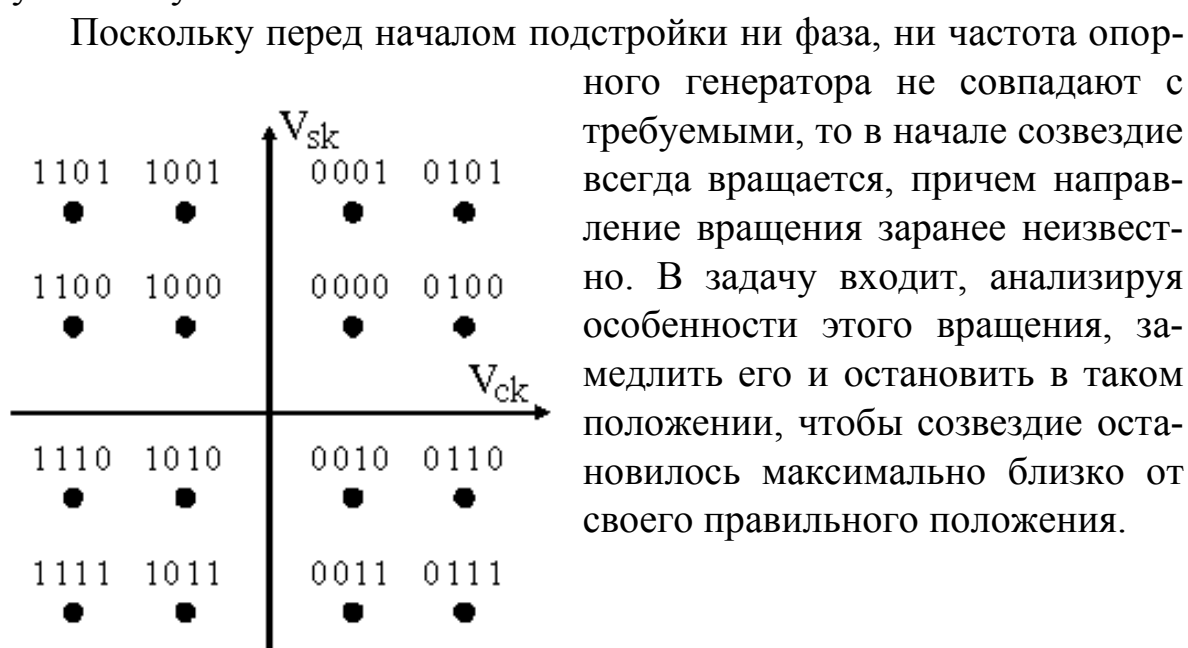 Поскольку перед началом подстройки ни фаза, ни частота опор-
ного генератора не совпадают с
требуемыми, то в начале созвездие
всегда вращается, причем направ-
ление вращения заранее неизвест-
но. В задачу входит, анализируя
особенности этого вращения, за-
медлить его и остановить в таком
положении, чтобы созвездие оста-
новилось максимально близко от
своего правильного положения.
Vsk
1101 1001 0001 0101
1100 1000 0000 0100
Vck
1110 1010 0010 0110
1111 1011 0011 0111